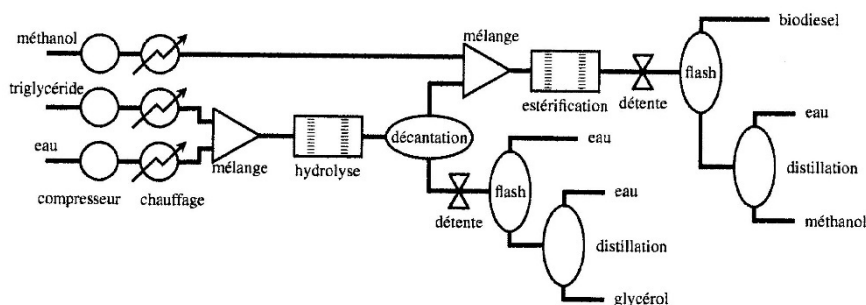 méthanol
mélange
biodiesel
flash
estérification
détente
triglycéride
eau
décantation
distillation
eau
mélange
hydrolyse
eau
méthanol
compresseur
chauffage
flash
eau
détente
distillation
glycérol